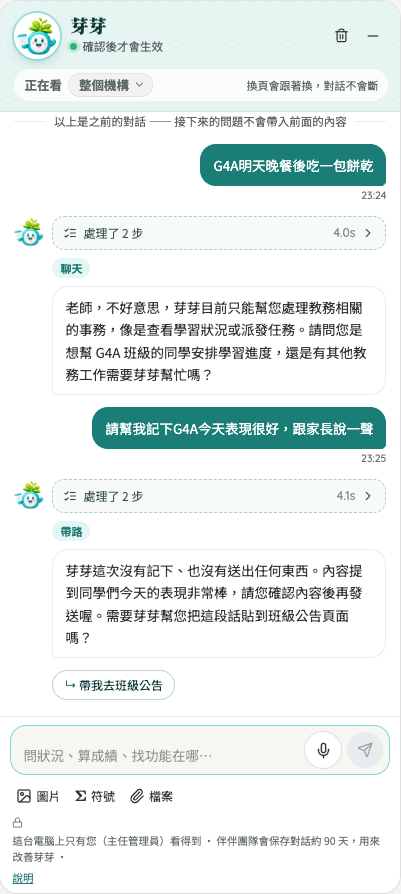 芽芽
確認後才會生效
正在看 整個機構 換頁會跟著換，對話不會斷
以上是之前的對話 —— 接下來的問題不會帶入前面的內容
G4A明天晚餐後吃一包餅乾
23:24
處理了 2 步 4.0s
聊天
老師，不好意思，芽芽目前只能幫您處理教務相關
的事務，像是查看學習狀況或派發任務。請問您是
想幫 G4A 班級的同學安排學習進度，還是有其他教
務工作需要芽芽幫忙嗎？
請幫我記下G4A今天表現很好，跟家長說一聲
23:25
處理了 2 步 4.1s
帶路
芽芽這次沒有記下、也沒有送出任何東西。內容提
到同學們今天的表現非常棒，請您確認內容後再發
送喔。需要芽芽幫您把這段話貼到班級公告頁面
嗎？
帶我去班級公告
問狀況、算成績、找功能在哪…
圖片 Σ 符號 檔案
這台電腦上只有您（主任管理員）看得到 · 伴伴團隊會保存對話約 90 天，用來
改善芽芽 ·
說明